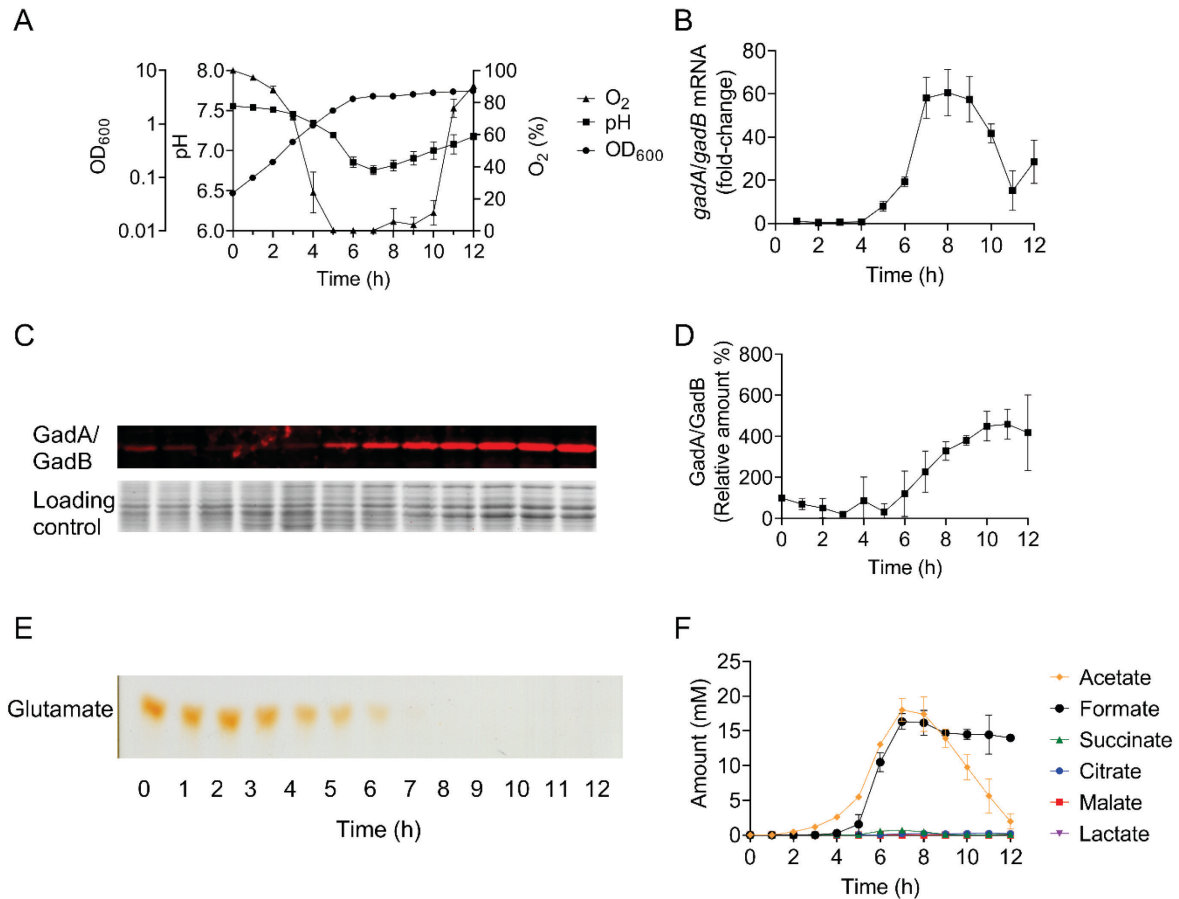 A
10
1
0.1
0.01
OD600
8.0
7.5
7.0
6.5
6.0
pH
100
80
60
40
20
0
O2 (%)
0 2 4 6 8 10 12
Time (h)
O2
pH
OD600
B
80
60
40
20
0
gadA/gadB mRNA
(fold-change)
0 2 4 6 8 10 12
Time (h)
C
GadA/
GadB
Loading
control
D
800
600
400
200
0
GadA/GadB
(Relative amount %)
0 2 4 6 8 10 12
Time (h)
E
Glutamate
0 1 2 3 4 5 6 7 8 9 10 11 12
Time (h)
F
25
20
15
10
5
0
Amount (mM)
0 2 4 6 8 10 12
Time (h)
Acetate
Formate
Succinate
Citrate
Malate
Lactate